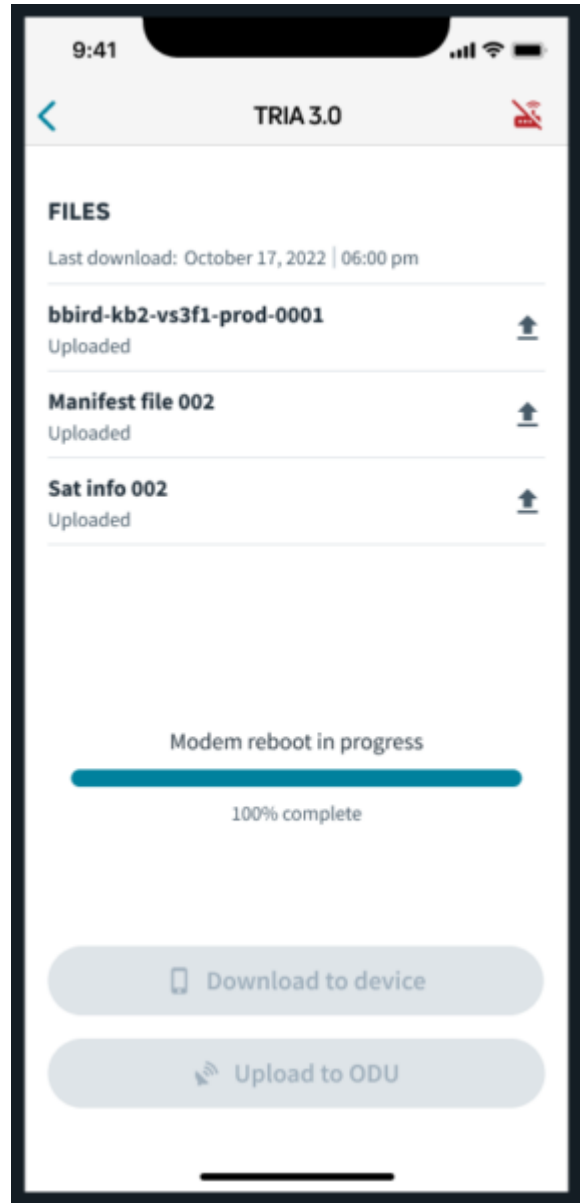 9:41
TRIA 3.0
FILES
Last download: October 17, 2022 | 06:00 pm
bbird-kb2-vs3f1-prod-0001
Uploaded
Manifest file 002
Uploaded
Sat info 002
Uploaded
Modem reboot in progress
100% complete
Download to device
Upload to ODU